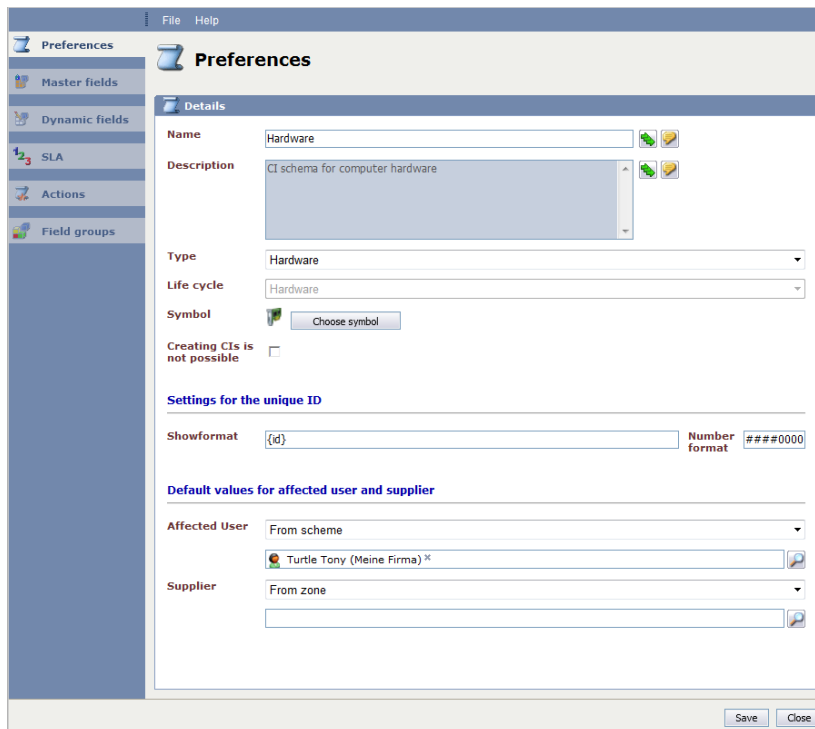 File Help
Preferences
Master fields
Dynamic fields
123 SLA
Actions
Field groups
Preferences
Details
Name Hardware
Description CI schema for computer hardware
Type Hardware
Life cycle Hardware
Symbol Choose symbol
Creating CIs is
not possible
Settings for the unique ID
Showformat {id} Number
format ####0000
Default values for affected user and supplier
Affected User From scheme
Turtle Tony (Meine Firma) ×
Supplier From zone
Save Close